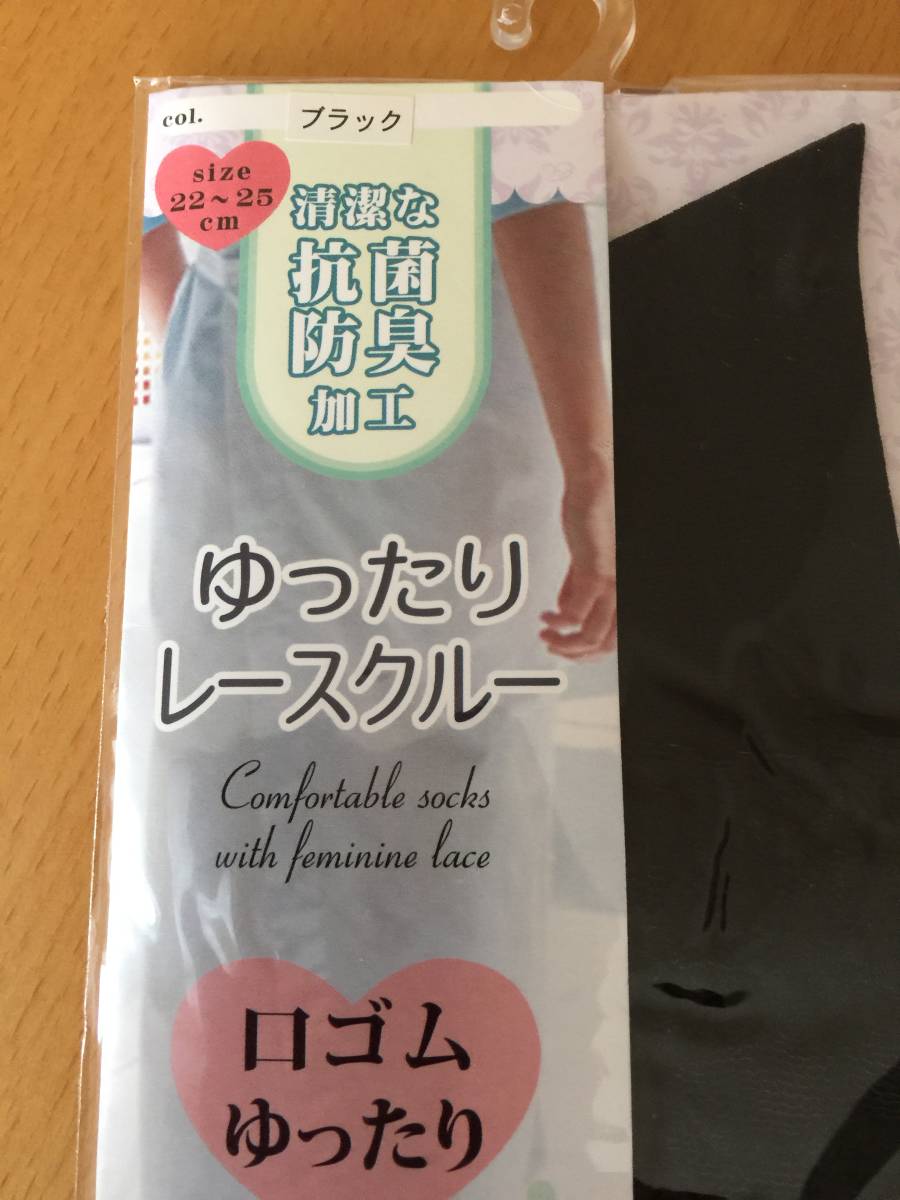 col.
ブラック
size
22～25
cm
清潔な
抗菌
防臭
加工
ゆったり
レースクルー
Comfortable socks
with feminine lace
口ゴム
ゆったり